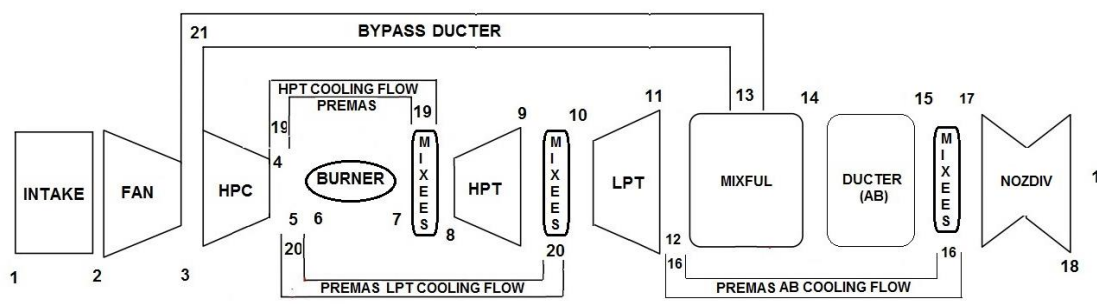 21
BYPASS DUCTER
HPT COOLING FLOW
PREMAS
19
19
4
INTAKE
FAN
HPC
BURNER
MIXEES
HPT
9
MIXEES
10
LPT
11
13
MIXFUL
14
DUCTER
(AB)
15
MIXEES
17
NOZDIV
1
1
2
3
5
6
7
8
20
20
12
16
16
18
PREMAS LPT COOLING FLOW
PREMAS AB COOLING FLOW